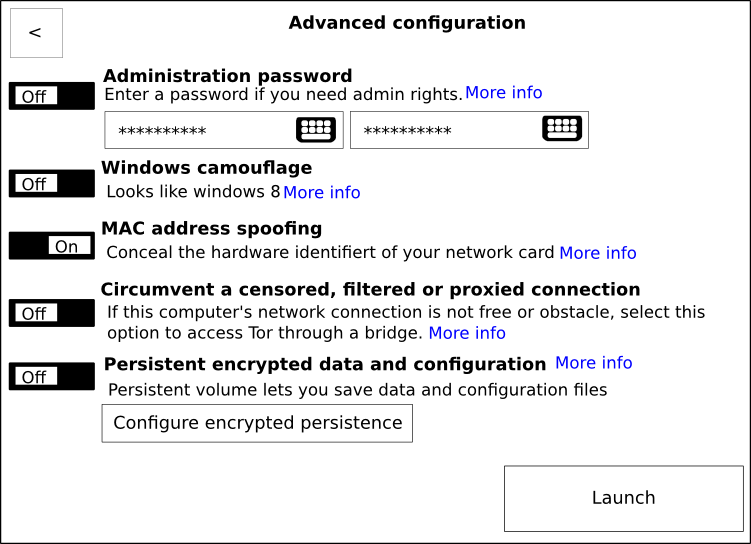 <
Advanced configuration
Off
Administration password
Enter a password if you need admin rights. More info
********** **********
Off
Windows camouflage
Looks like windows 8 More info
On
MAC address spoofing
Conceal the hardware identifiert of your network card More info
Off
Circumvent a censored, filtered or proxied connection
If this computer's network connection is not free or obstacle, select this
option to access Tor through a bridge. More info
Off
Persistent encrypted data and configuration More info
Persistent volume lets you save data and configuration files
Configure encrypted persistence
Launch